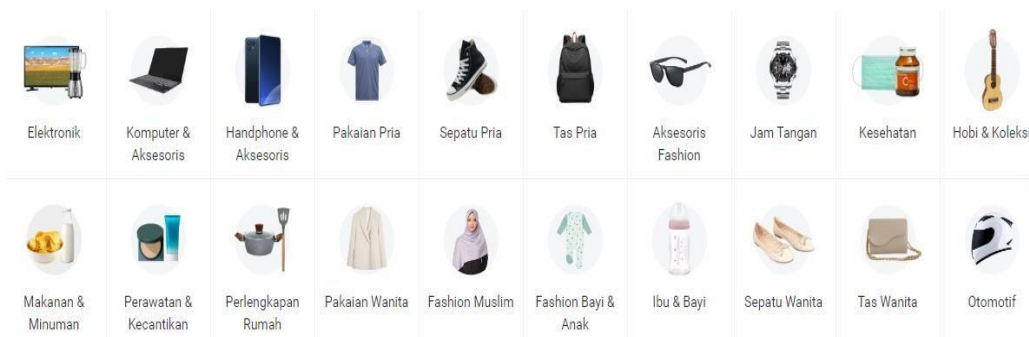 Elektronik
Komputer &
Aksesoris
Handphone &
Aksesoris
Pakaian Pria
Sepatu Pria
Tas Pria
Aksesoris
Fashion
Jam Tangan
Kesehatan
Hobi & Koleksi
Makanan &
Minuman
Perawatan &
Kecantikan
Perlengkapan
Rumah
Pakaian Wanita
Fashion Muslim
Fashion Bayi &
Anak
Ibu & Bayi
Sepatu Wanita
Tas Wanita
Otomotif